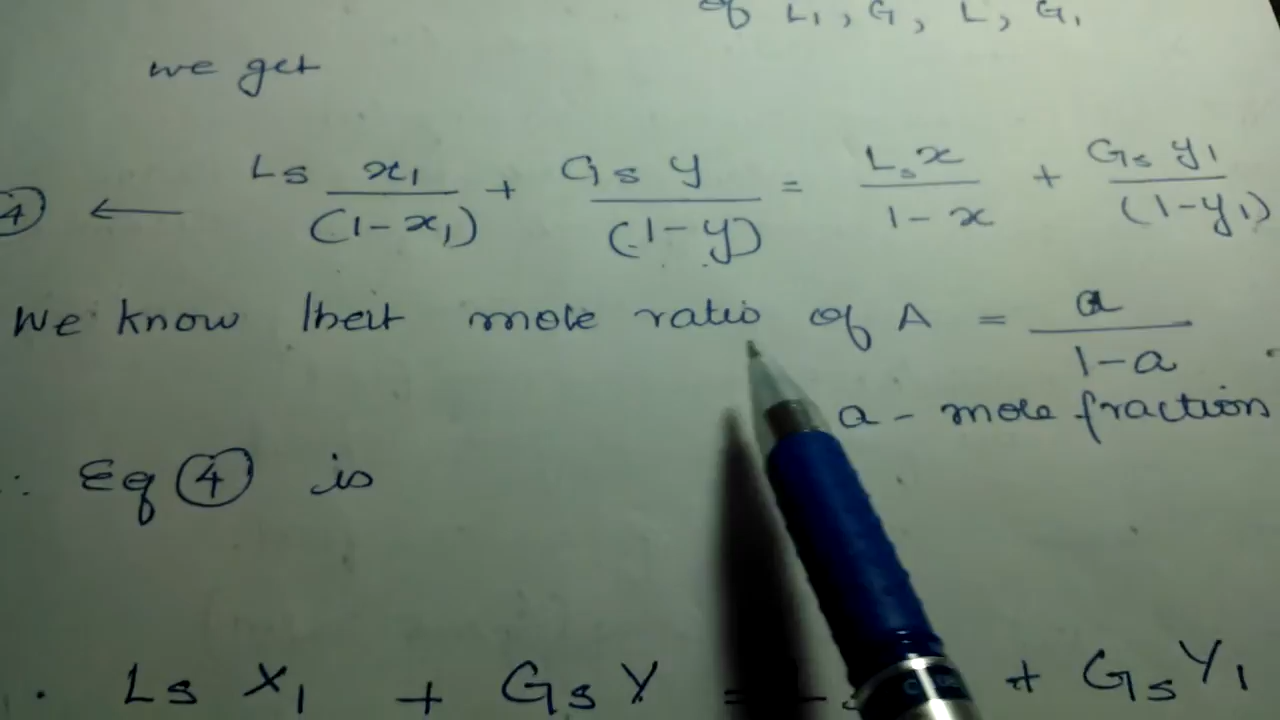 of L₁, G, L, G₁
we get
④ ← Ls x₁/(1-x₁) + Gs y/(1-y) = Ls x/1-x + Gs y₁/(1-y₁)
We know that mole ratio of A = a/1-a
a - mole fraction
∴ Eq ④ is
Ls X₁ + Gs Y = + Gs Y₁